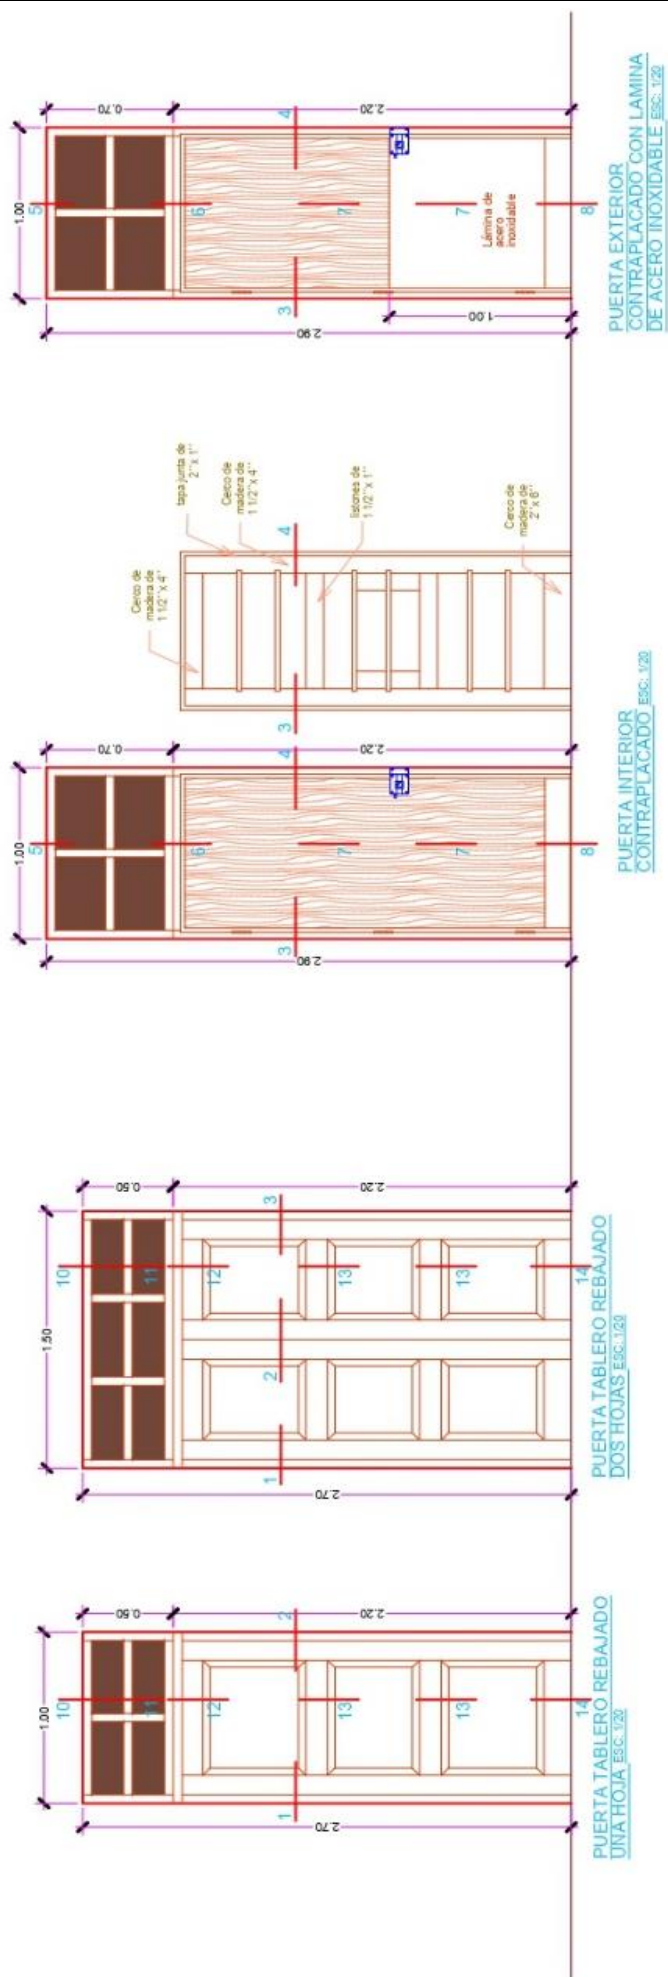 1.00
0.50
2.20
2.70
10
11
12
13
13
14
1
2
PUERTA TABLERO REBAJADO
UNA HOJA ESC: 1/20
1.50
0.50
2.20
2.70
10
11
12
13
13
14
1
2
3
PUERTA TABLERO REBAJADO
DOS HOJAS ESC: 1/20
1.00
0.70
2.20
2.90
5
6
7
7
8
3
4
PUERTA INTERIOR
CONTRAPLACADO ESC: 1/20
Cerco de
madera de
1 1/2" x 4"
tapa junta de
2" x 1"
Cerco de
madera de
1 1/2" x 4"
listones de
1 1/2" x 1"
Cerco de
madera de
2" x 6"
3
4
1.00
0.70
2.20
2.90
1.00
5
6
7
7
8
3
4
Lámina de
acero
inoxidable
PUERTA EXTERIOR
CONTRAPLACADO CON LAMINA
DE ACERO INOXIDABLE ESC: 1/20